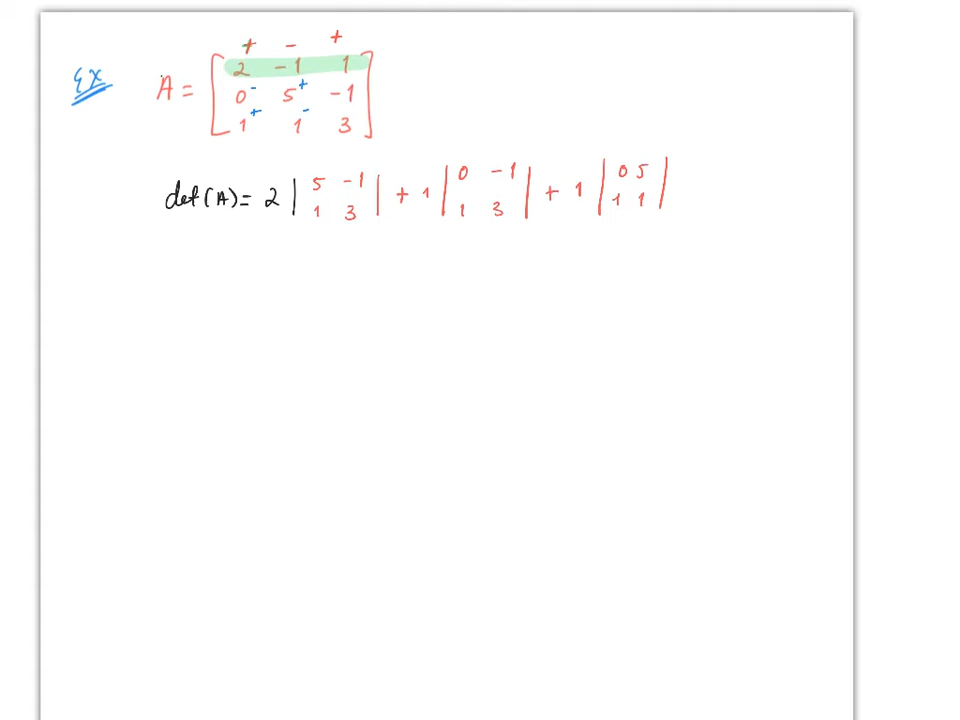 + - +
EX A = [ 2 -1 1
0 - 5 + -1
1 + 1 - 3 ]
det(A) = 2 | 5 -1 | + 1 | 0 -1 | + 1 | 0 5 |
| 1 3 | | 1 3 | | 1 1 |